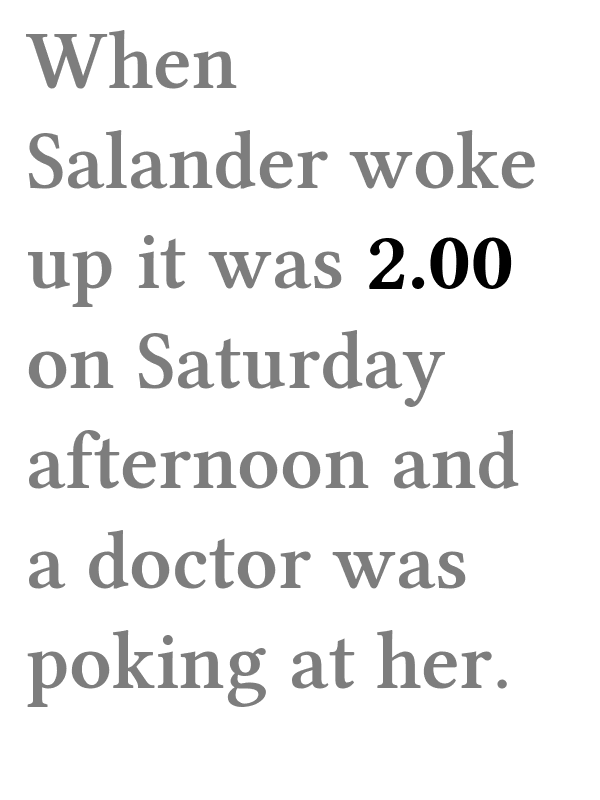 When
Salander woke
up it was 2.00
on Saturday
afternoon and
a doctor was
poking at her.